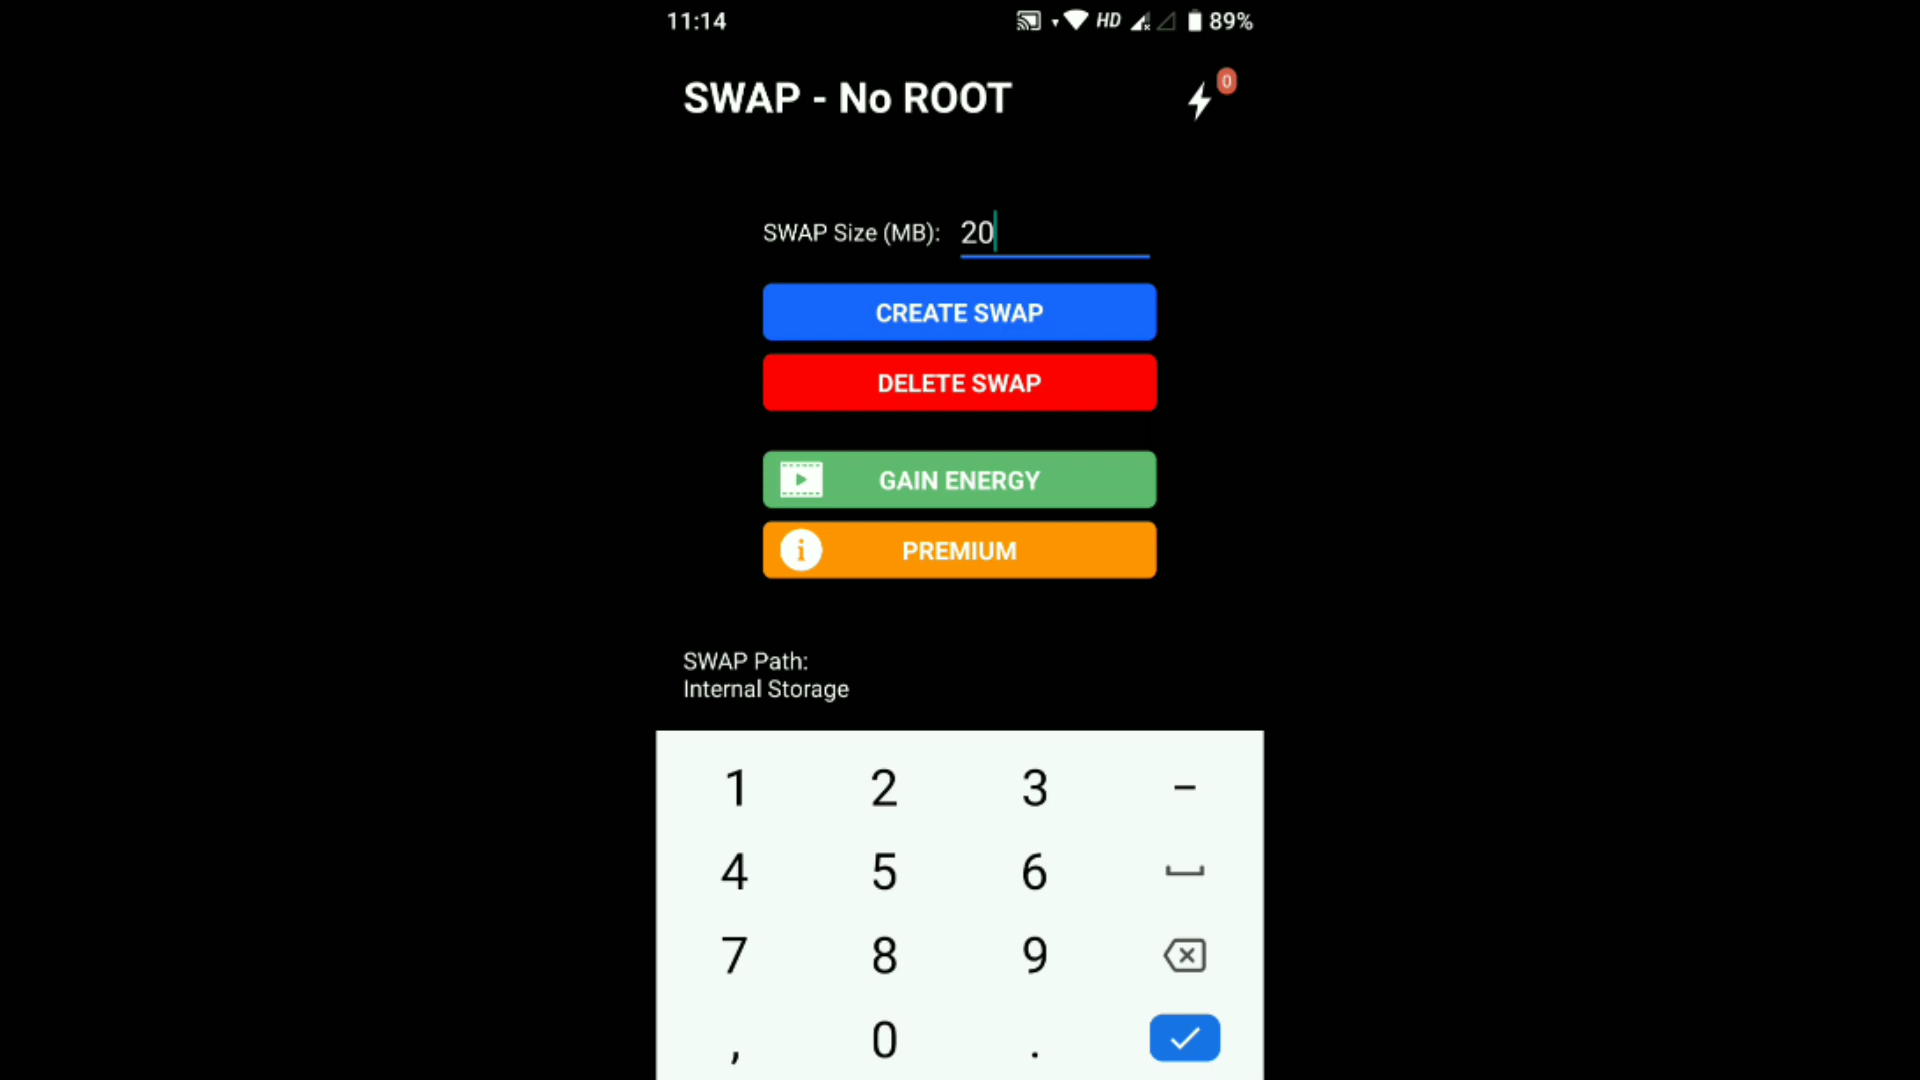 11:14 HD 89%
SWAP - No ROOT 0
SWAP Size (MB): 20
CREATE SWAP
DELETE SWAP
GAIN ENERGY
i PREMIUM
SWAP Path:
Internal Storage
1 2 3 -
4 5 6
7 8 9
, 0 .